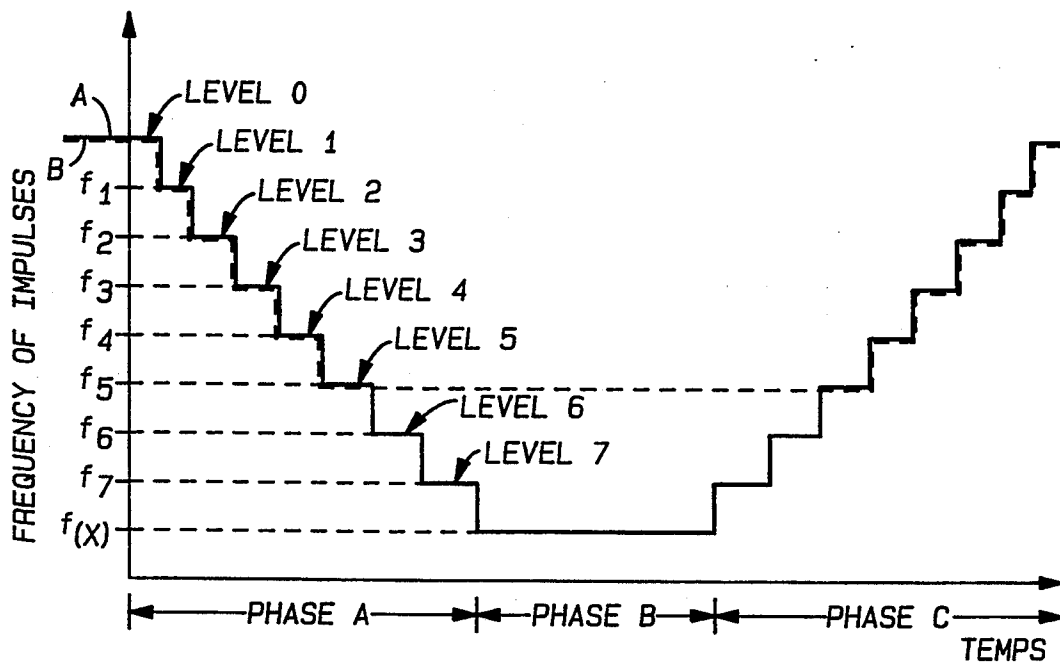 LEVEL 0
A
LEVEL 1
B
f1
LEVEL 2
f2
LEVEL 3
f3
LEVEL 4
f4
LEVEL 5
f5
LEVEL 6
f6
LEVEL 7
f7
f(X)
FREQUENCY OF IMPULSES
PHASE A
PHASE B
PHASE C
TEMPS